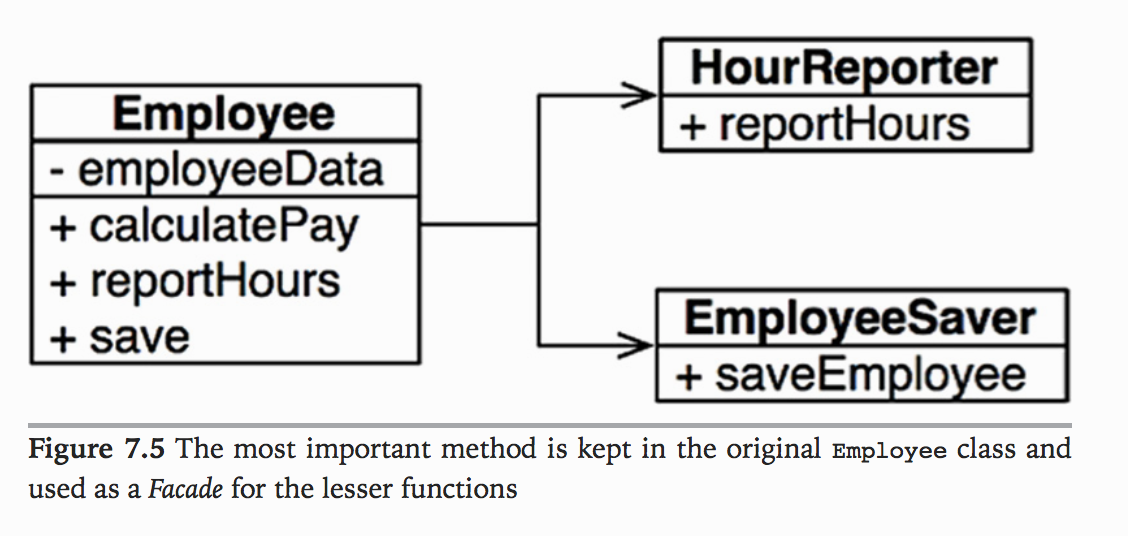 Employee
- employeeData
+ calculatePay
+ reportHours
+ save
HourReporter
+ reportHours
EmployeeSaver
+ saveEmployee
Figure 7.5 The most important method is kept in the original Employee class and
used as a Facade for the lesser functions